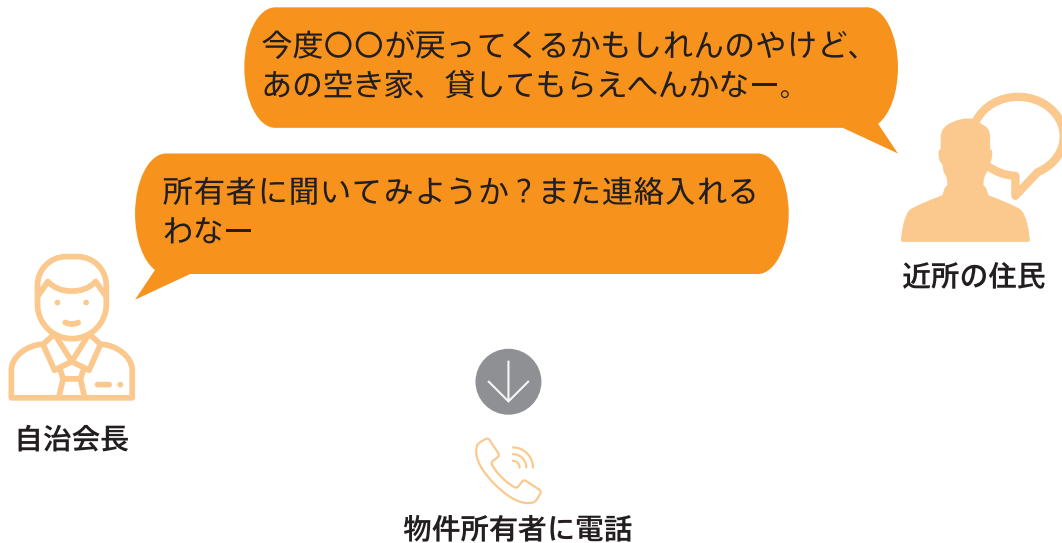 今度〇〇が戻ってくるかもしれんのやけど、
あの空き家、貸してもらえへんかなー。
近所の住民
所有者に聞いてみようか？また連絡入れる
わなー
自治会長
物件所有者に電話